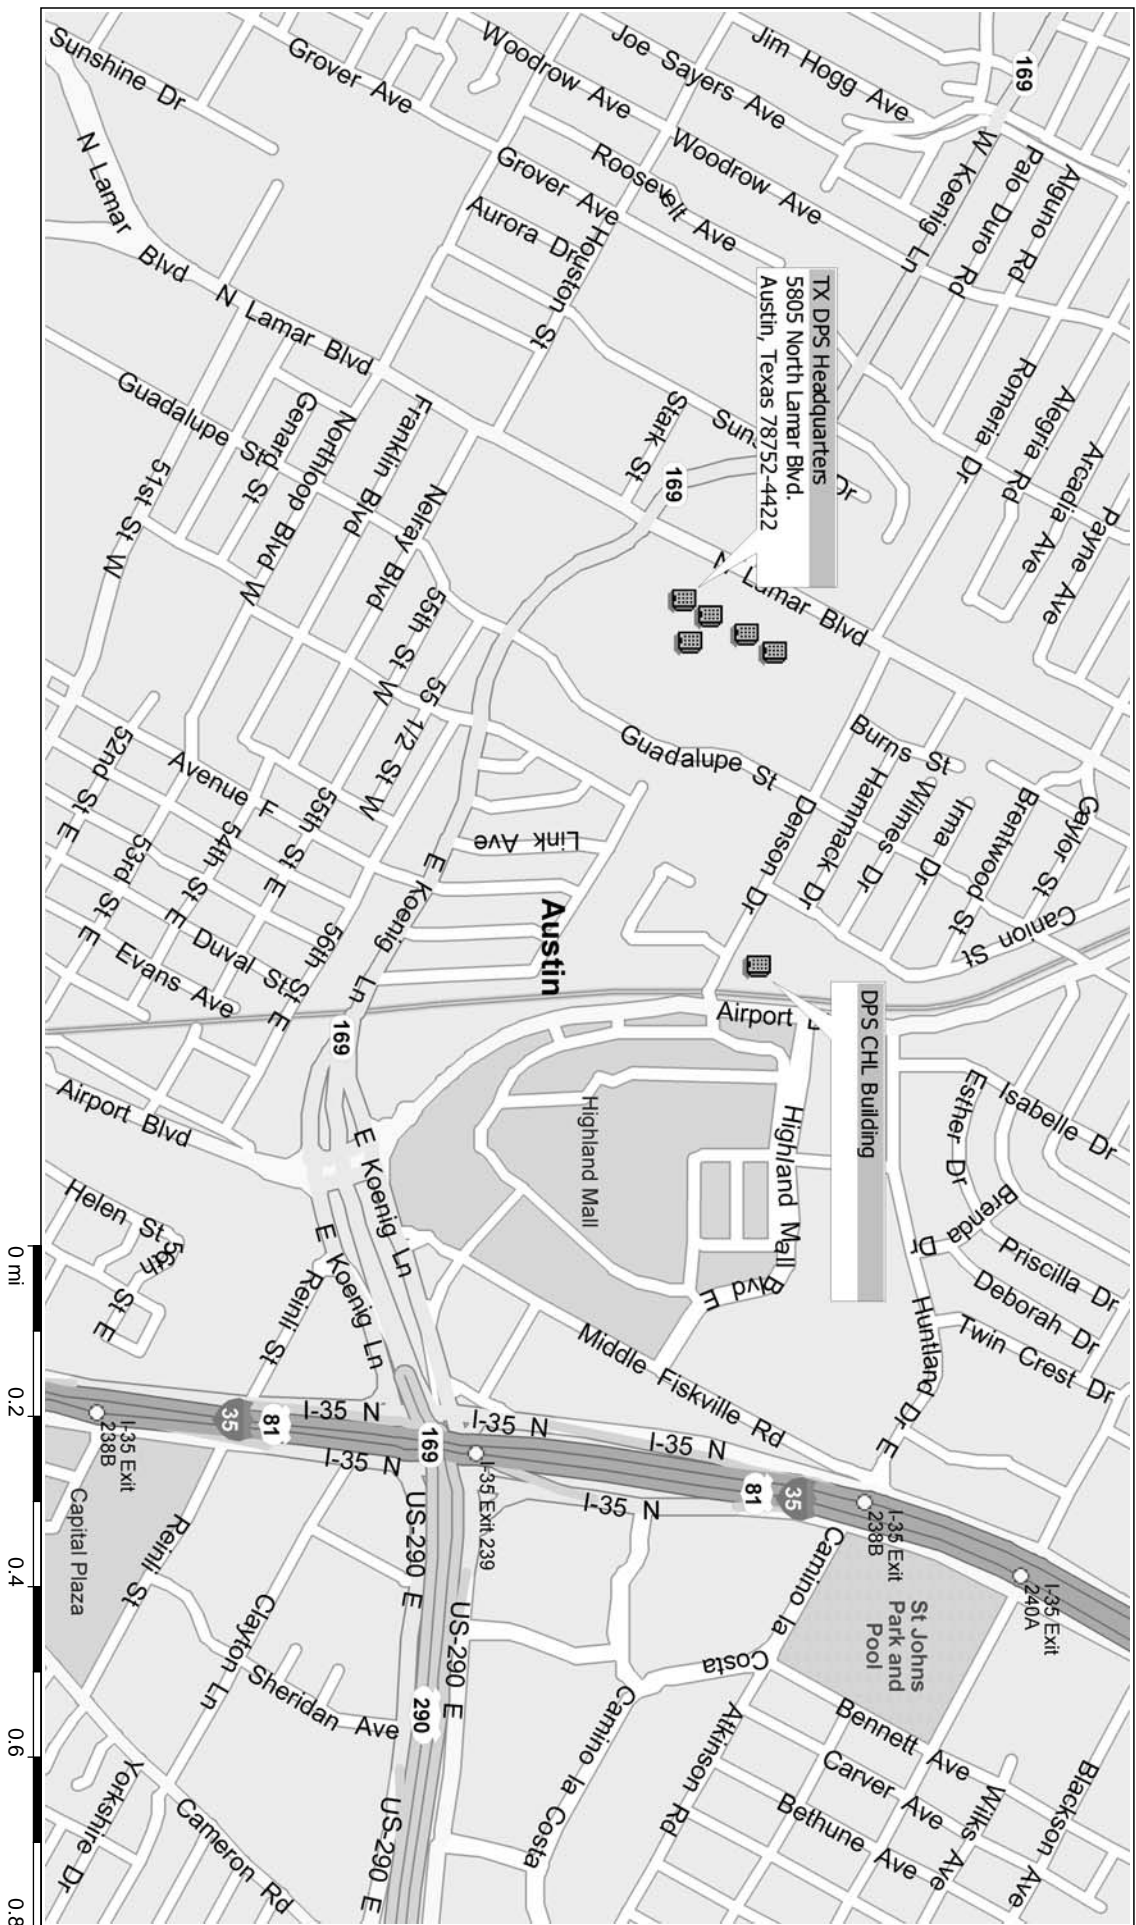 169
Jim Hogg Ave
Joe Sayers Ave
Woodrow Ave
Woodrow Ave
Grover Ave
Grover Ave
Sunshine Dr
Roosevelt Ave
Aurora Dr
Houston St
W Koenig Ln
Palo Duro Rd
Alguno Rd
Romeria Dr
Alegria Rd
Arcadia Ave
Payne Ave
TX DPS Headquarters
5805 North Lamar Blvd.
Austin, Texas 78752-4422
N Lamar Blvd
N Lamar Blvd
N Lamar Blvd
Stark St
Sun
Dr
169
Guadalupe St
Genard St
Northloop Blvd W
Franklin Blvd
Nelray Blvd
51st St W
55th St W
55 1/2 St W
Guadalupe St
Burns St
Hammack Dr
Wilmes Dr
Irma Dr
Brentwood St
Gaylor St
Canion St
Denson Dr
Link Ave
Austin
E Koenig Ln
52nd St E
Avenue F
53rd St E
54th St E
55th St E
56th St E
Duval St
Evans Ave
DPS CHL Building
Airport
Airport Blvd
169
Highland Mall
Highland Mall Blvd E
Isabelle Dr
Esther Dr
Brenda Dr
Priscilla Dr
Deborah Dr
Twin Crest Dr
Huntland Dr E
Middle Fiskville Rd
E Koenig Ln
E Koenig Ln
Helen St
56th St E
Reinli St
I-35 N
I-35 N
I-35 N
I-35 N
I-35 N
35
81
169
81
35
I-35 Exit
238B
I-35 Exit 239
I-35 Exit
238B
I-35 Exit
240A
Capital Plaza
Reinli St
Clayton Ln
Sheridan Ave
US-290 E
US-290 E
290
US-290 E
Camino la Costa
Camino la Costa
St Johns
Park and
Pool
Atkinson Rd
Bennett Ave
Carver Ave
Bethune Ave
Wilks Ave
Blackson Ave
Yorkshire Dr
Cameron Rd
0 mi
0.2
0.4
0.6
0.8